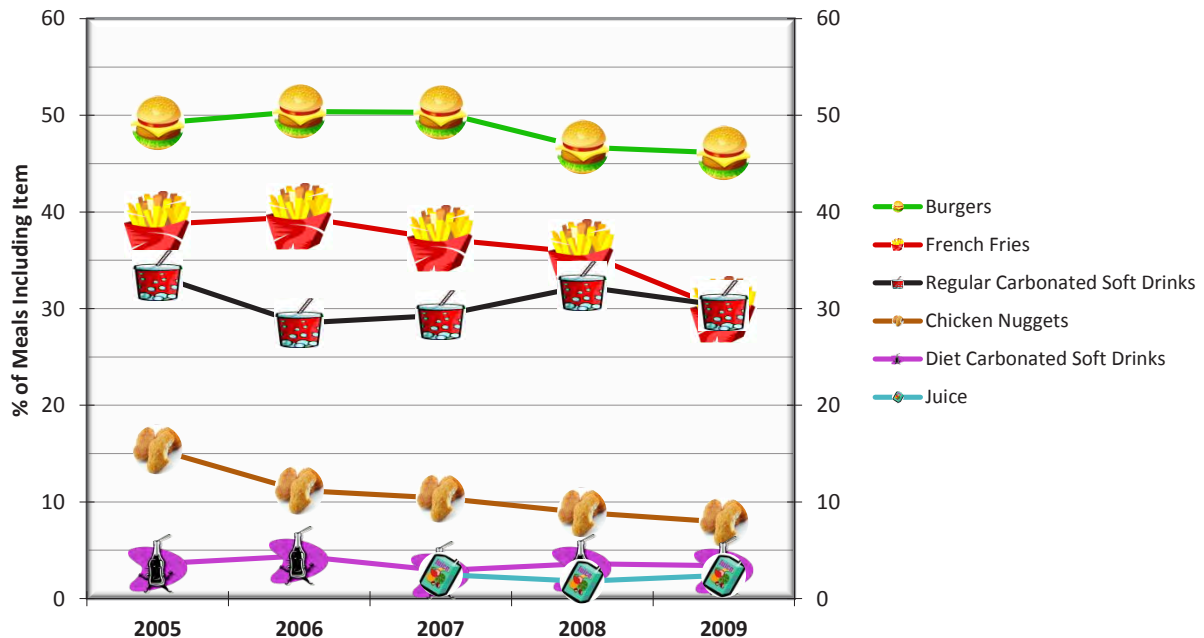 % of Meals Including Item
60
50
40
30
20
10
0
60
50
40
30
20
10
0
2005 2006 2007 2008 2009
Burgers
French Fries
Regular Carbonated Soft Drinks
Chicken Nuggets
Diet Carbonated Soft Drinks
Juice